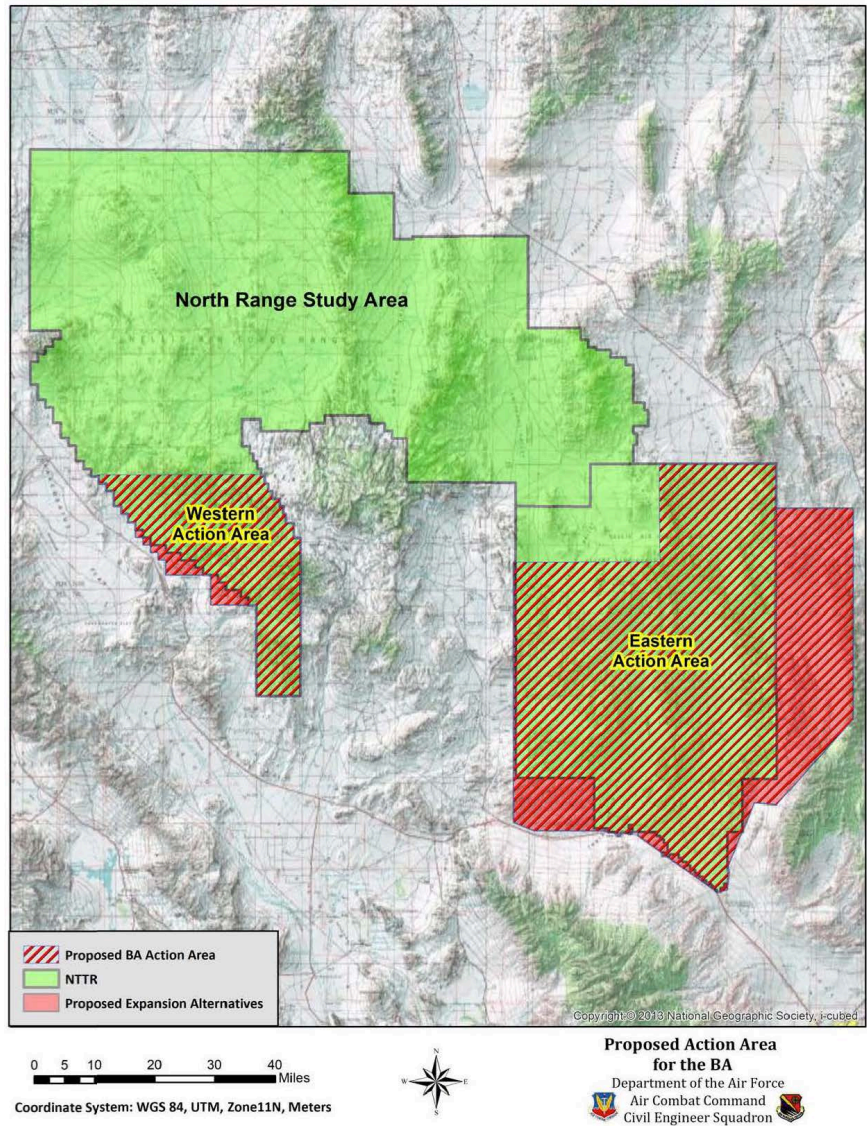 North Range Study Area
Western
Action Area
Eastern
Action Area
Proposed BA Action Area
NTTR
Proposed Expansion Alternatives
Copyright:© 2013 National Geographic Society, i-cubed
0 5 10 20 30 40
Miles
N
W E
S
Coordinate System: WGS 84, UTM, Zone11N, Meters
Proposed Action Area
for the BA
Department of the Air Force
Air Combat Command
Civil Engineer Squadron